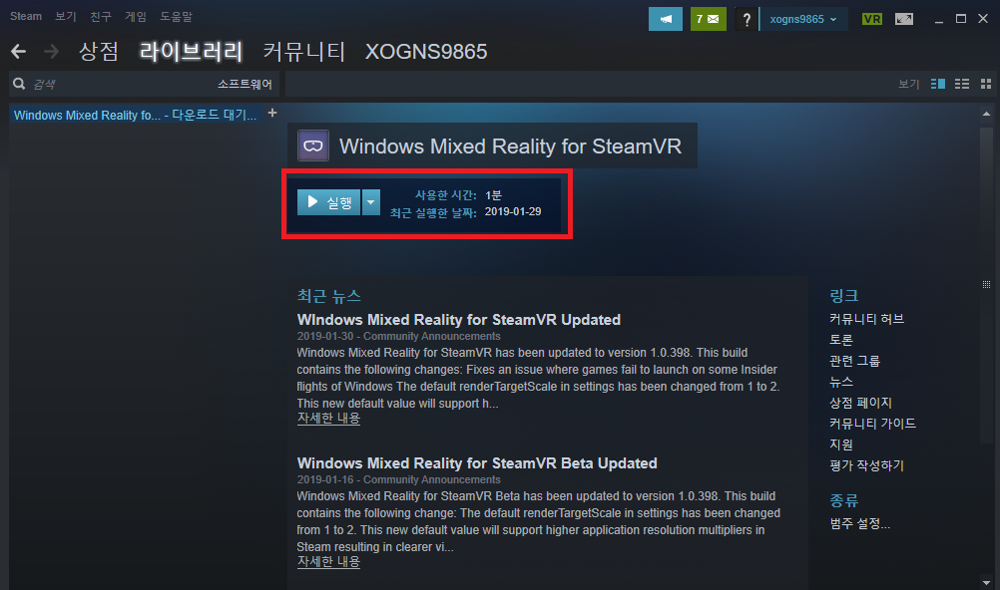 Steam 보기 친구 게임 도움말
7
?
xogns9865
VR
상점 라이브러리 커뮤니티 XOGNS9865
검색
소프트웨어
보기
Windows Mixed Reality fo... - 다운로드 대기...
+
Windows Mixed Reality for SteamVR
실행
사용한 시간: 1분
최근 실행한 날짜: 2019-01-29
최근 뉴스
WIndows Mixed Reality for SteamVR Updated
2019-01-30 - Community Announcements
Windows Mixed Reality for SteamVR has been updated to version 1.0.398. This build
contains the following changes: Fixes an issue where games fail to launch on some Insider
flights of Windows The default renderTargetScale in settings has been changed from 1 to 2.
This new default value will support h...
자세한 내용
Windows Mixed Reality for SteamVR Beta Updated
2019-01-16 - Community Announcements
Windows Mixed Reality for SteamVR Beta has been updated to version 1.0.398. This build
contains the following change: The default renderTargetScale in settings has been changed
from 1 to 2. This new default value will support higher application resolution multipliers in
Steam resulting in clearer vi...
자세한 내용
링크
커뮤니티 허브
토론
관련 그룹
뉴스
상점 페이지
커뮤니티 가이드
지원
평가 작성하기
종류
범주 설정...